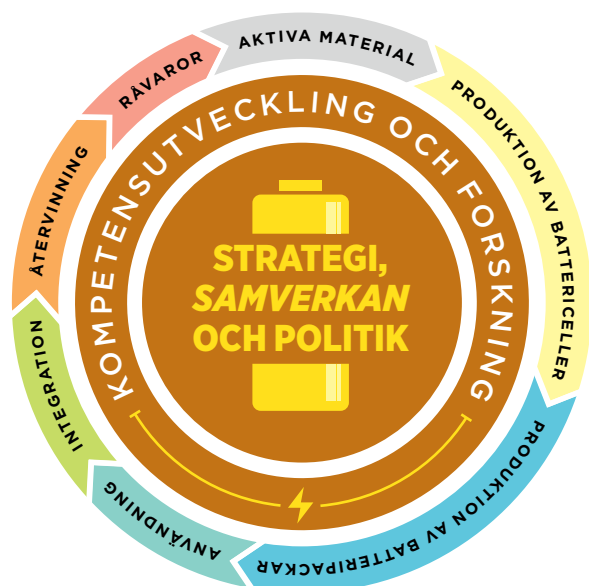 RÅVAROR
AKTIVA MATERIAL
PRODUKTION AV BATTERICELLER
PRODUKTION AV BATTERIPACKAR
ANVÄNDNING
INTEGRATION
ÅTERVINNING
KOMPETENSUTVECKLING OCH FORSKNING
STRATEGI,
SAMVERKAN
OCH POLITIK